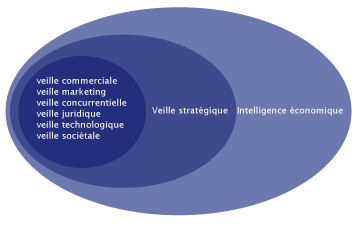 veille commerciale
veille marketing
veille concurrentielle
veille juridique
veille technologique
veille sociétale
Veille stratégique
Intelligence économique